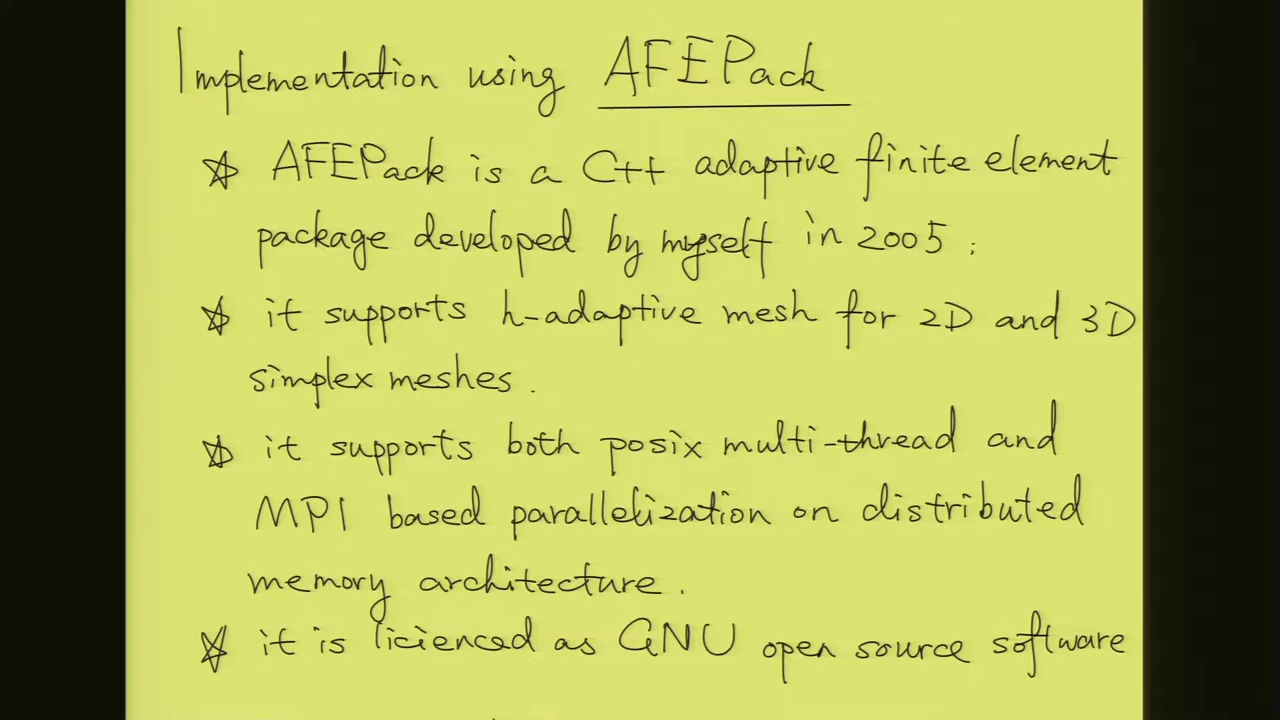 Implementation using AFEPack
☆ AFEPack is a C++ adaptive finite element
package developed by myself in 2005 ;
☆ it supports h-adaptive mesh for 2D and 3D
simplex meshes.
☆ it supports both posix multi-thread and
MPI based parallelization on distributed
memory architecture.
☆ it is licienced as GNU open source software